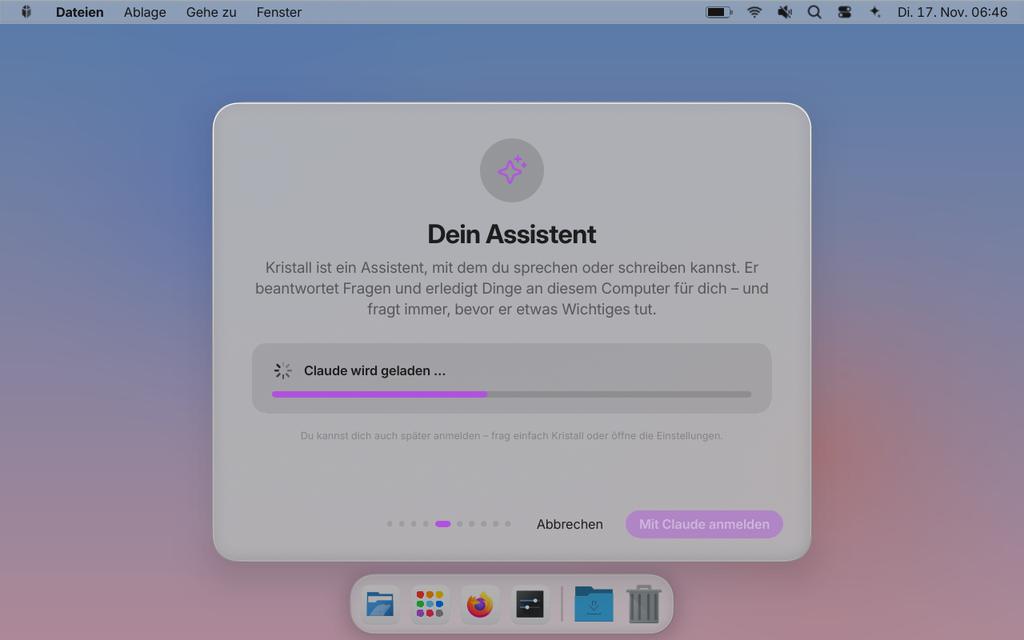 Dateien Ablage Gehe zu Fenster Di. 17. Nov. 06:46
Dein Assistent
Kristall ist ein Assistent, mit dem du sprechen oder schreiben kannst. Er
beantwortet Fragen und erledigt Dinge an diesem Computer für dich – und
fragt immer, bevor er etwas Wichtiges tut.
Claude wird geladen ...
Du kannst dich auch später anmelden – frag einfach Kristall oder öffne die Einstellungen.
Abbrechen Mit Claude anmelden